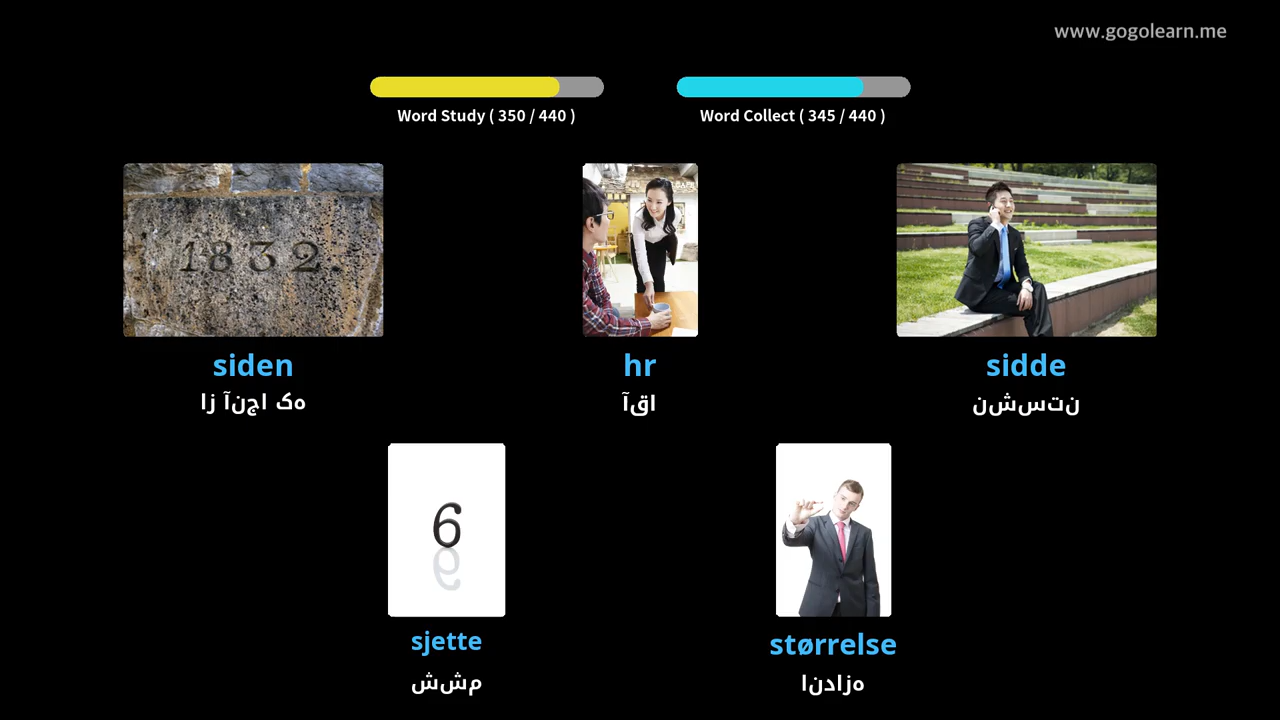 www.gogolearn.me
Word Study ( 350 / 440 )
Word Collect ( 345 / 440 )
siden
هک اجنآ زا
hr
اقآ
sidde
نتسشن
sjette
مشش
størrelse
هزادنا
1832.
6